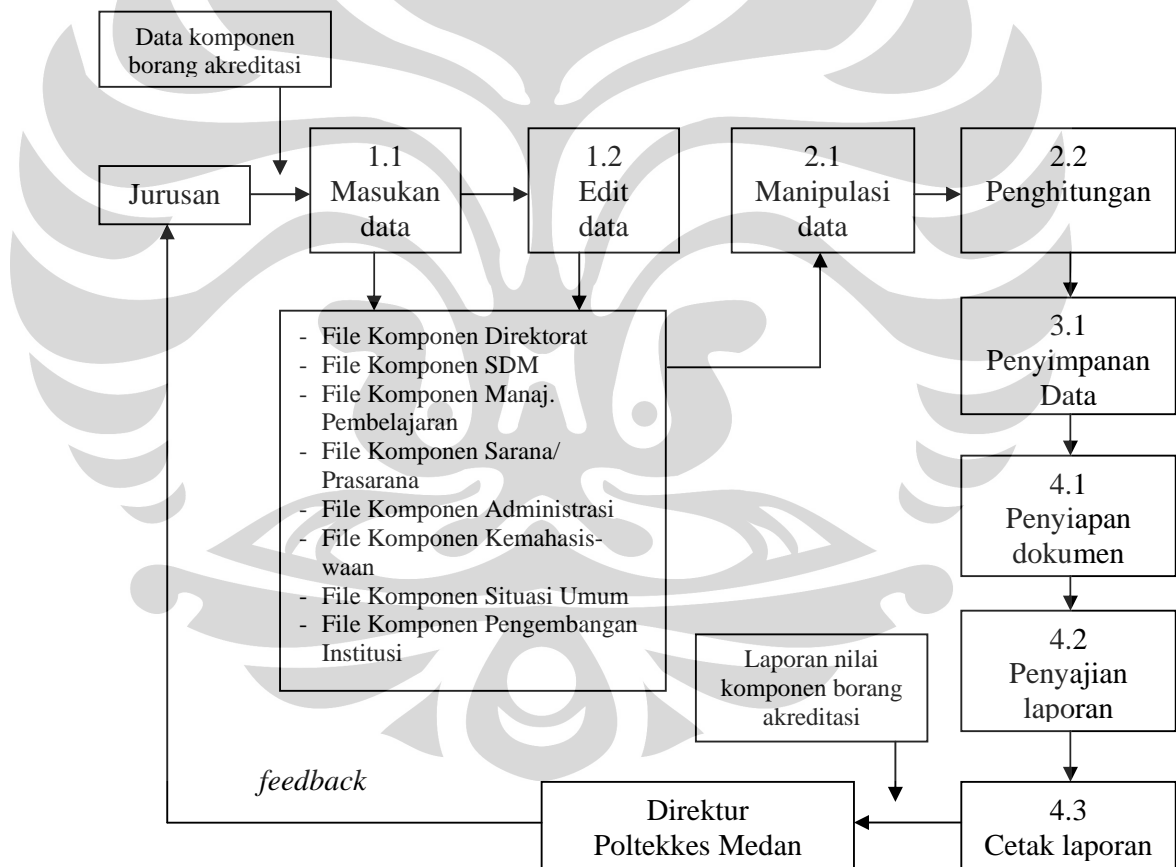 Data komponen
borang akreditasi
Jurusan
1.1
Masukan
data
1.2
Edit
data
2.1
Manipulasi
data
2.2
Penghitungan
- File Komponen Direktorat
- File Komponen SDM
- File Komponen Manaj.
Pembelajaran
- File Komponen Sarana/
Prasarana
- File Komponen Administrasi
- File Komponen Kemahasis-
waan
- File Komponen Situasi Umum
- File Komponen Pengembangan
Institusi
3.1
Penyimpanan
Data
4.1
Penyiapan
dokumen
4.2
Penyajian
laporan
Laporan nilai
komponen borang
akreditasi
4.3
Cetak laporan
Direktur
Poltekkes Medan
feedback